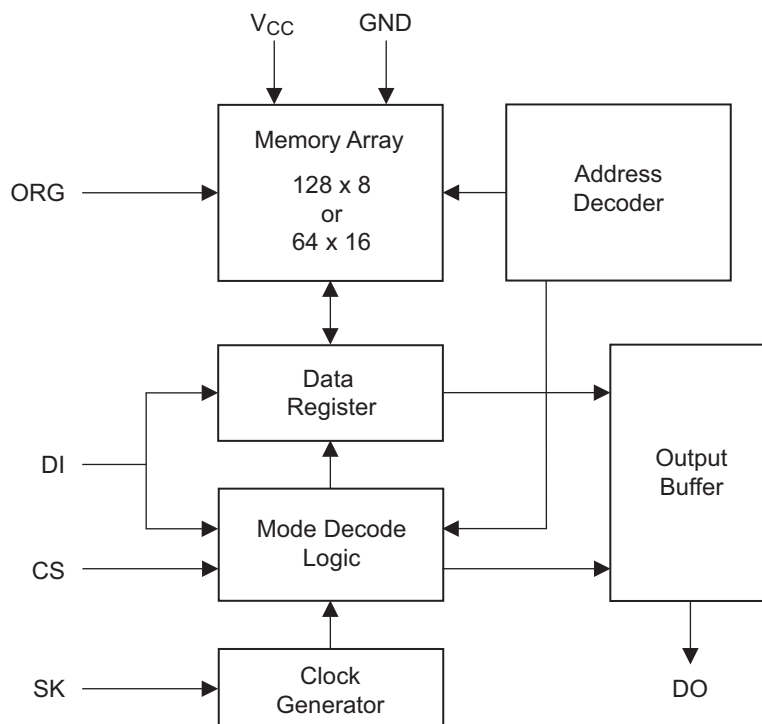 VCC
GND
Memory Array
128 x 8
or
64 x 16
ORG
Address
Decoder
Data
Register
DI
Output
Buffer
Mode Decode
Logic
CS
Clock
Generator
SK
DO